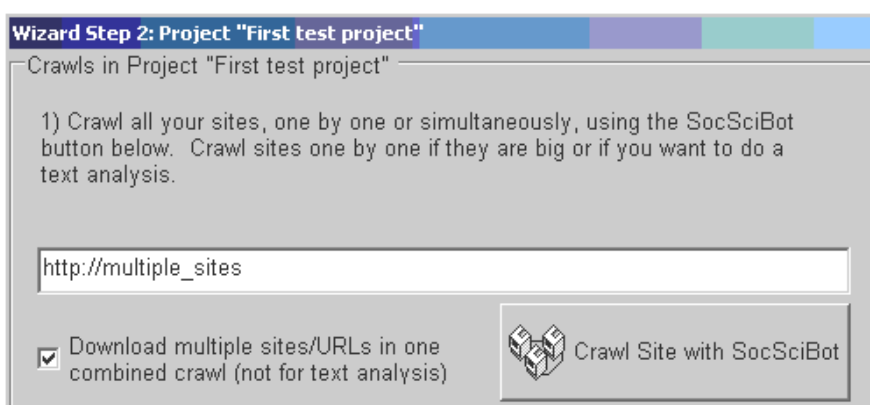 Wizard Step 2: Project "First test project"
Crawls in Project "First test project"
1) Crawl all your sites, one by one or simultaneously, using the SocSciBot
button below.  Crawl sites one by one if they are big or if you want to do a
text analysis.
http://multiple_sites
Download multiple sites/URLs in one
combined crawl (not for text analysis)
Crawl Site with SocSciBot